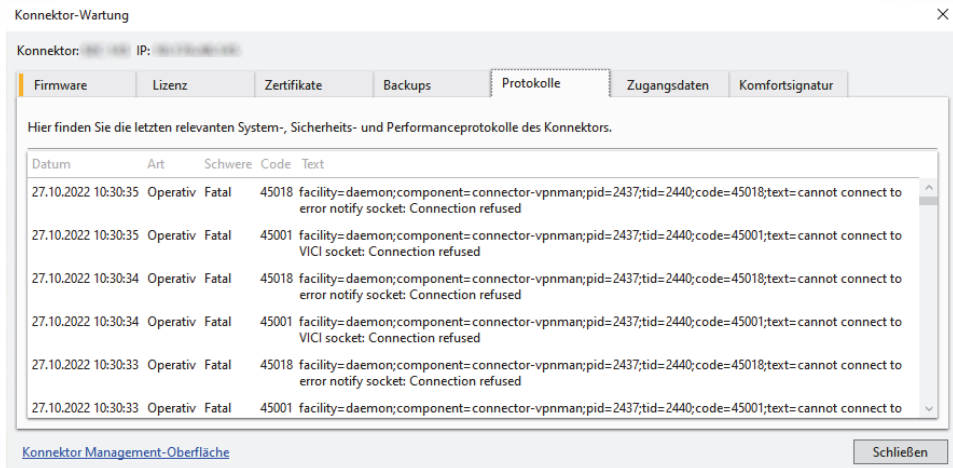 Konnektor-Wartung
Konnektor: IP:
Firmware Lizenz Zertifikate Backups Protokolle Zugangsdaten Komfortsignatur
Hier finden Sie die letzten relevanten System-, Sicherheits- und Performanceprotokolle des Konnektors.
Datum Art Schwere Code Text
27.10.2022 10:30:35 Operativ Fatal 45018 facility=daemon;component=connector-vpnman;pid=2437;tid=2440;code=45018;text=cannot connect to
error notify socket: Connection refused
27.10.2022 10:30:35 Operativ Fatal 45001 facility=daemon;component=connector-vpnman;pid=2437;tid=2440;code=45001;text=cannot connect to
VICI socket: Connection refused
27.10.2022 10:30:34 Operativ Fatal 45018 facility=daemon;component=connector-vpnman;pid=2437;tid=2440;code=45018;text=cannot connect to
error notify socket: Connection refused
27.10.2022 10:30:34 Operativ Fatal 45001 facility=daemon;component=connector-vpnman;pid=2437;tid=2440;code=45001;text=cannot connect to
VICI socket: Connection refused
27.10.2022 10:30:33 Operativ Fatal 45018 facility=daemon;component=connector-vpnman;pid=2437;tid=2440;code=45018;text=cannot connect to
error notify socket: Connection refused
27.10.2022 10:30:33 Operativ Fatal 45001 facility=daemon;component=connector-vpnman;pid=2437;tid=2440;code=45001;text=cannot connect to
Konnektor Management-Oberfläche Schließen